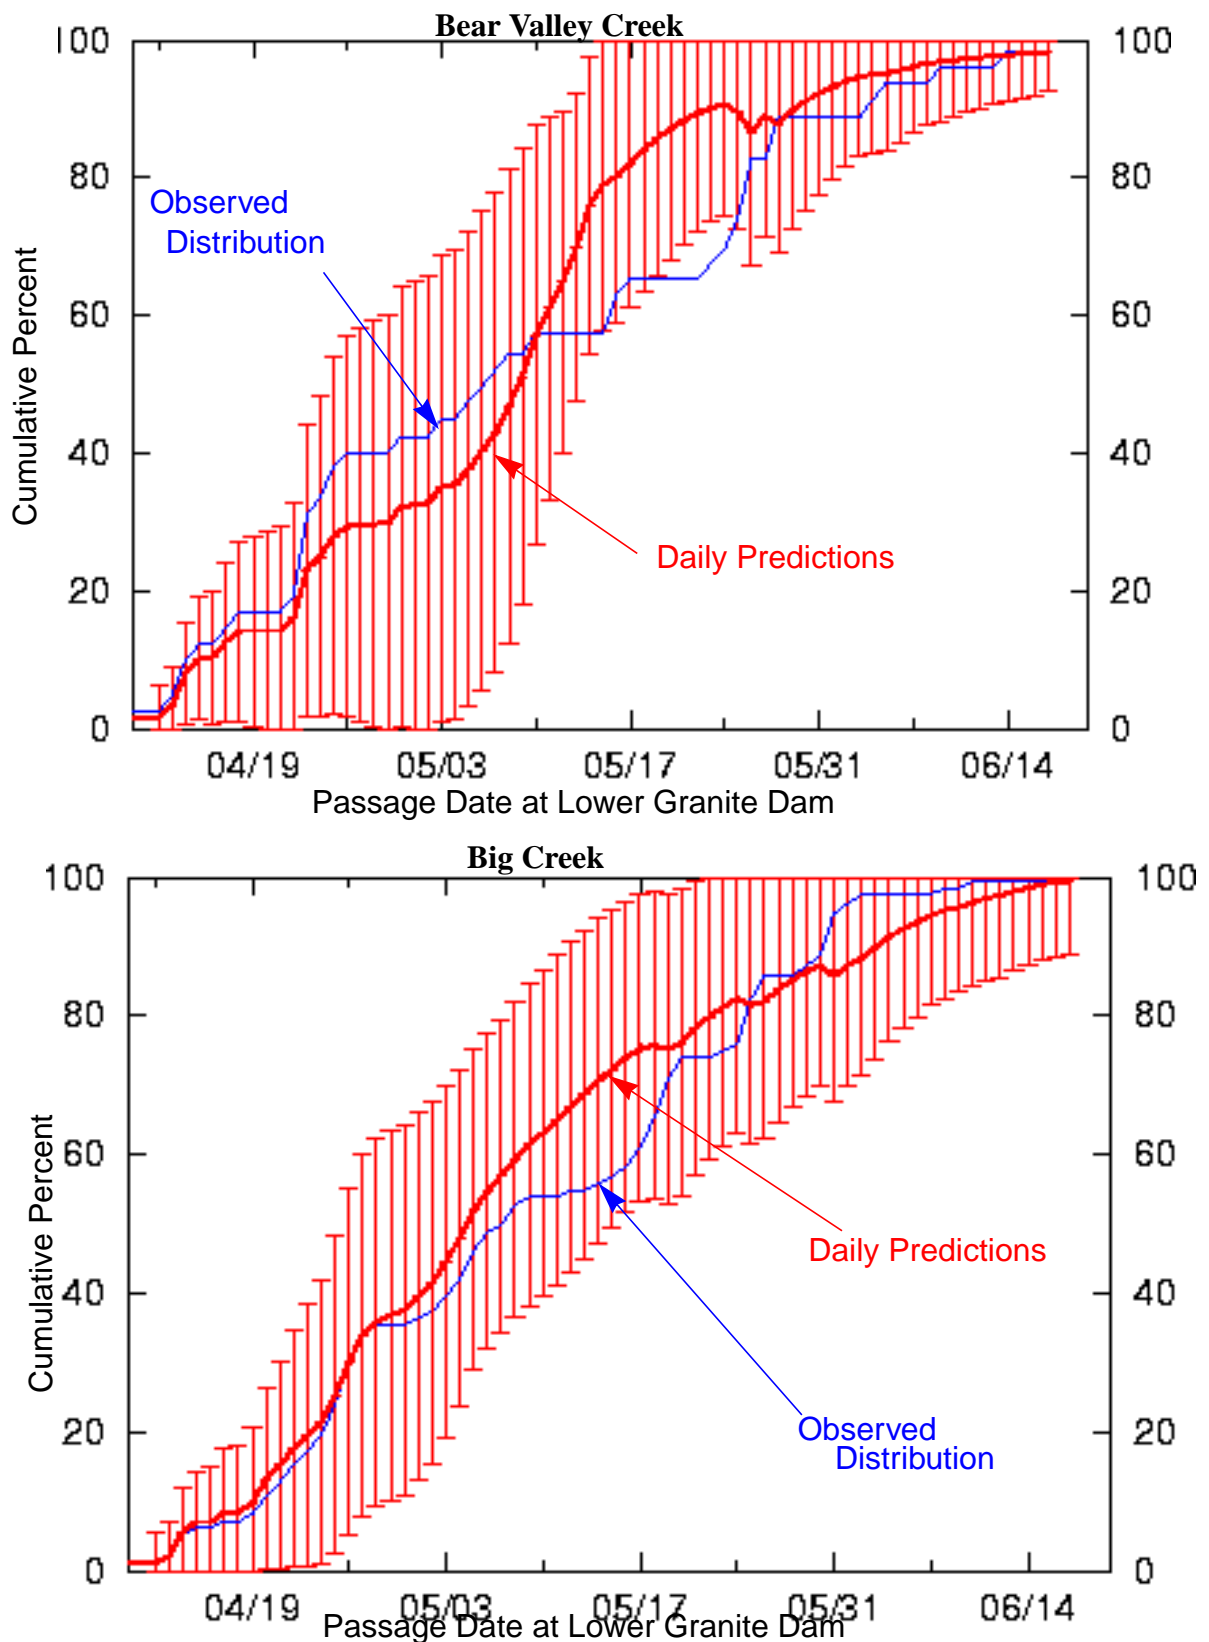 Bear Valley Creek
100 100
80 80
Observed
Distribution
60 60
Cumulative Percent
40 40
Daily Predictions
20 20
0 0
04/19 05/03 05/17 05/31 06/14
Passage Date at Lower Granite Dam
Big Creek
100 100
80 80
60 60
Cumulative Percent
Daily Predictions
40 40
Observed
20 20
Distribution
0 0
04/19 05/03 05/17 05/31 06/14
Passage Date at Lower Granite Dam